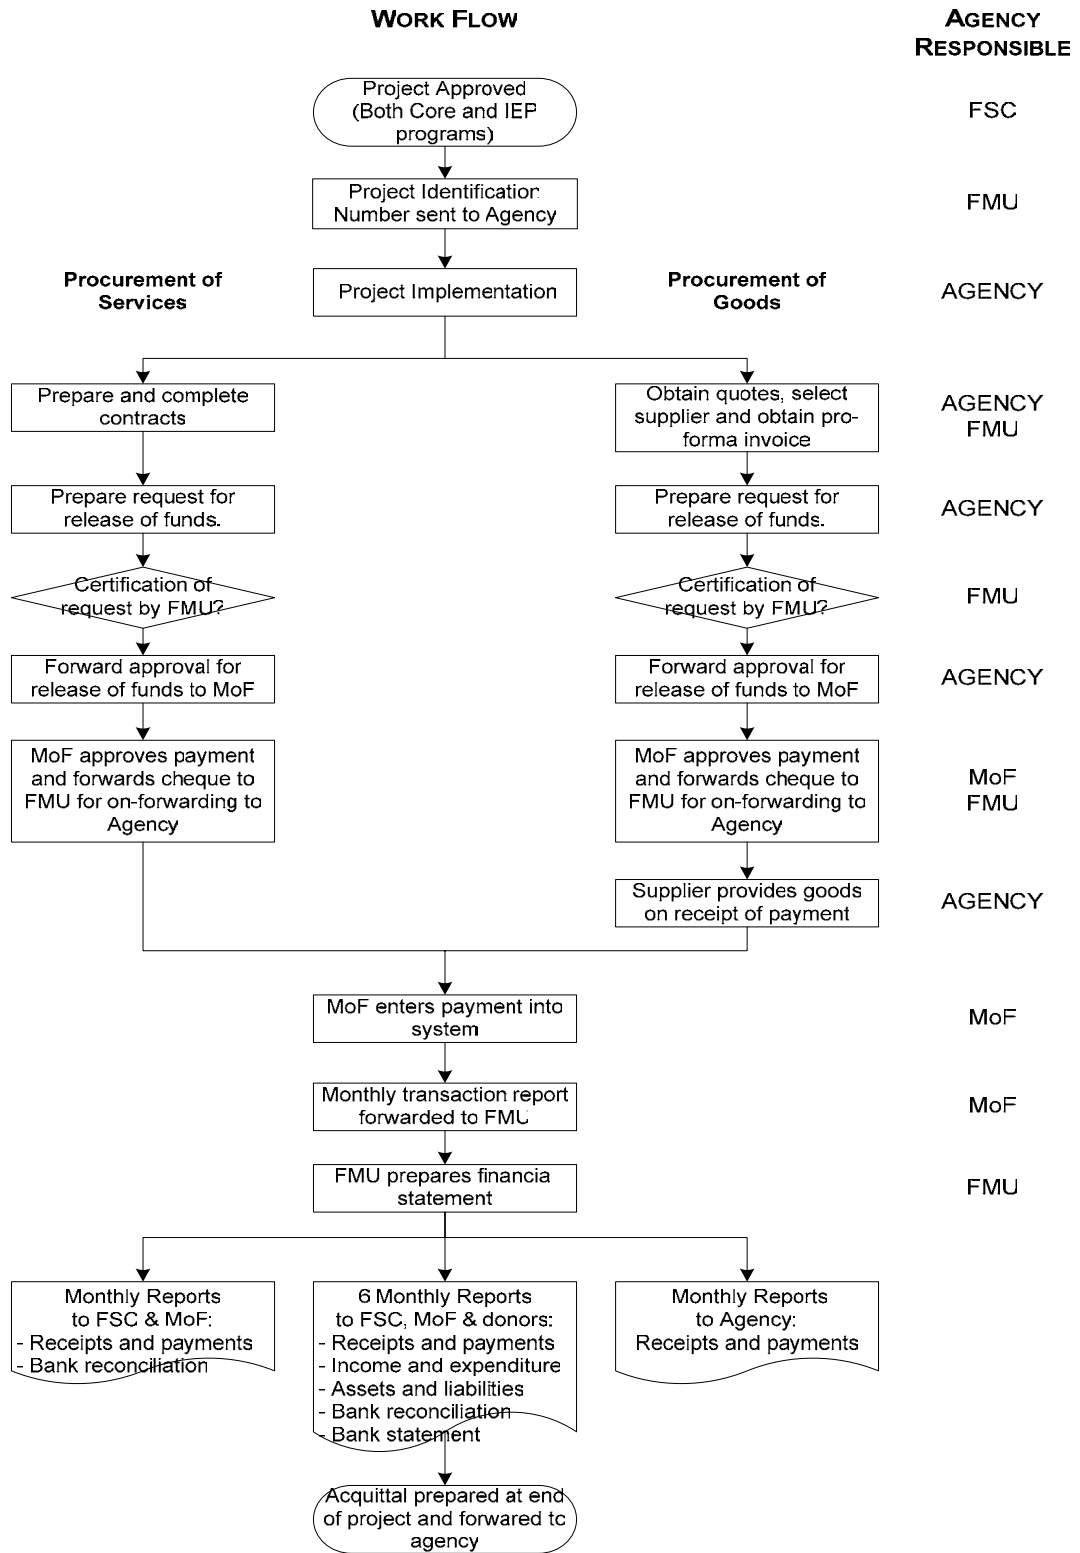 WORK FLOW
AGENCY
RESPONSIBLE
Project Approved
(Both Core and IEP
programs)
FSC
Project Identification
Number sent to Agency
FMU
Procurement of
Services
Project Implementation
Procurement of
Goods
AGENCY
Prepare and complete
contracts
Obtain quotes, select
supplier and obtain pro-
forma invoice
AGENCY
FMU
Prepare request for
release of funds.
Prepare request for
release of funds.
AGENCY
Certification of
request by FMU?
Certification of
request by FMU?
FMU
Forward approval for
release of funds to MoF
Forward approval for
release of funds to MoF
AGENCY
MoF approves payment
and forwards cheque to
FMU for on-forwarding to
Agency
MoF approves payment
and forwards cheque to
FMU for on-forwarding to
Agency
MoF
FMU
Supplier provides goods
on receipt of payment
AGENCY
MoF enters payment into
system
MoF
Monthly transaction report
forwarded to FMU
MoF
FMU prepares financia
statement
FMU
Monthly Reports
to FSC & MoF:
- Receipts and payments
- Bank reconciliation
6 Monthly Reports
to FSC, MoF & donors:
- Receipts and payments
- Income and expenditure
- Assets and liabilities
- Bank reconciliation
- Bank statement
Monthly Reports
to Agency:
Receipts and payments
Acquittal prepared at end
of project and forwared to
agency